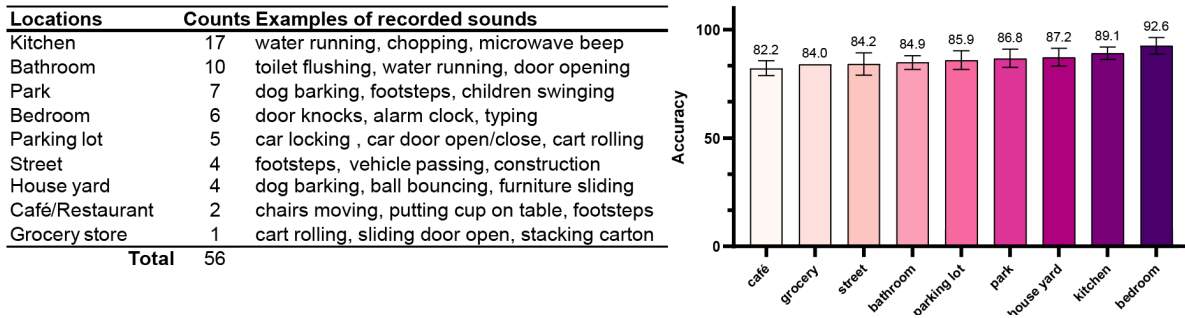 Locations Counts Examples of recorded sounds
Kitchen 17 water running, chopping, microwave beep
Bathroom 10 toilet flushing, water running, door opening
Park 7 dog barking, footsteps, children swinging
Bedroom 6 door knocks, alarm clock, typing
Parking lot 5 car locking , car door open/close, cart rolling
Street 4 footsteps, vehicle passing, construction
House yard 4 dog barking, ball bouncing, furniture sliding
Café/Restaurant 2 chairs moving, putting cup on table, footsteps
Grocery store 1 cart rolling, sliding door open, stacking carton
Total 56
Accuracy
100
50
0
82.2 84.0 84.2 84.9 85.9 86.8 87.2 89.1 92.6
café grocery street bathroom parking lot park house yard kitchen bedroom